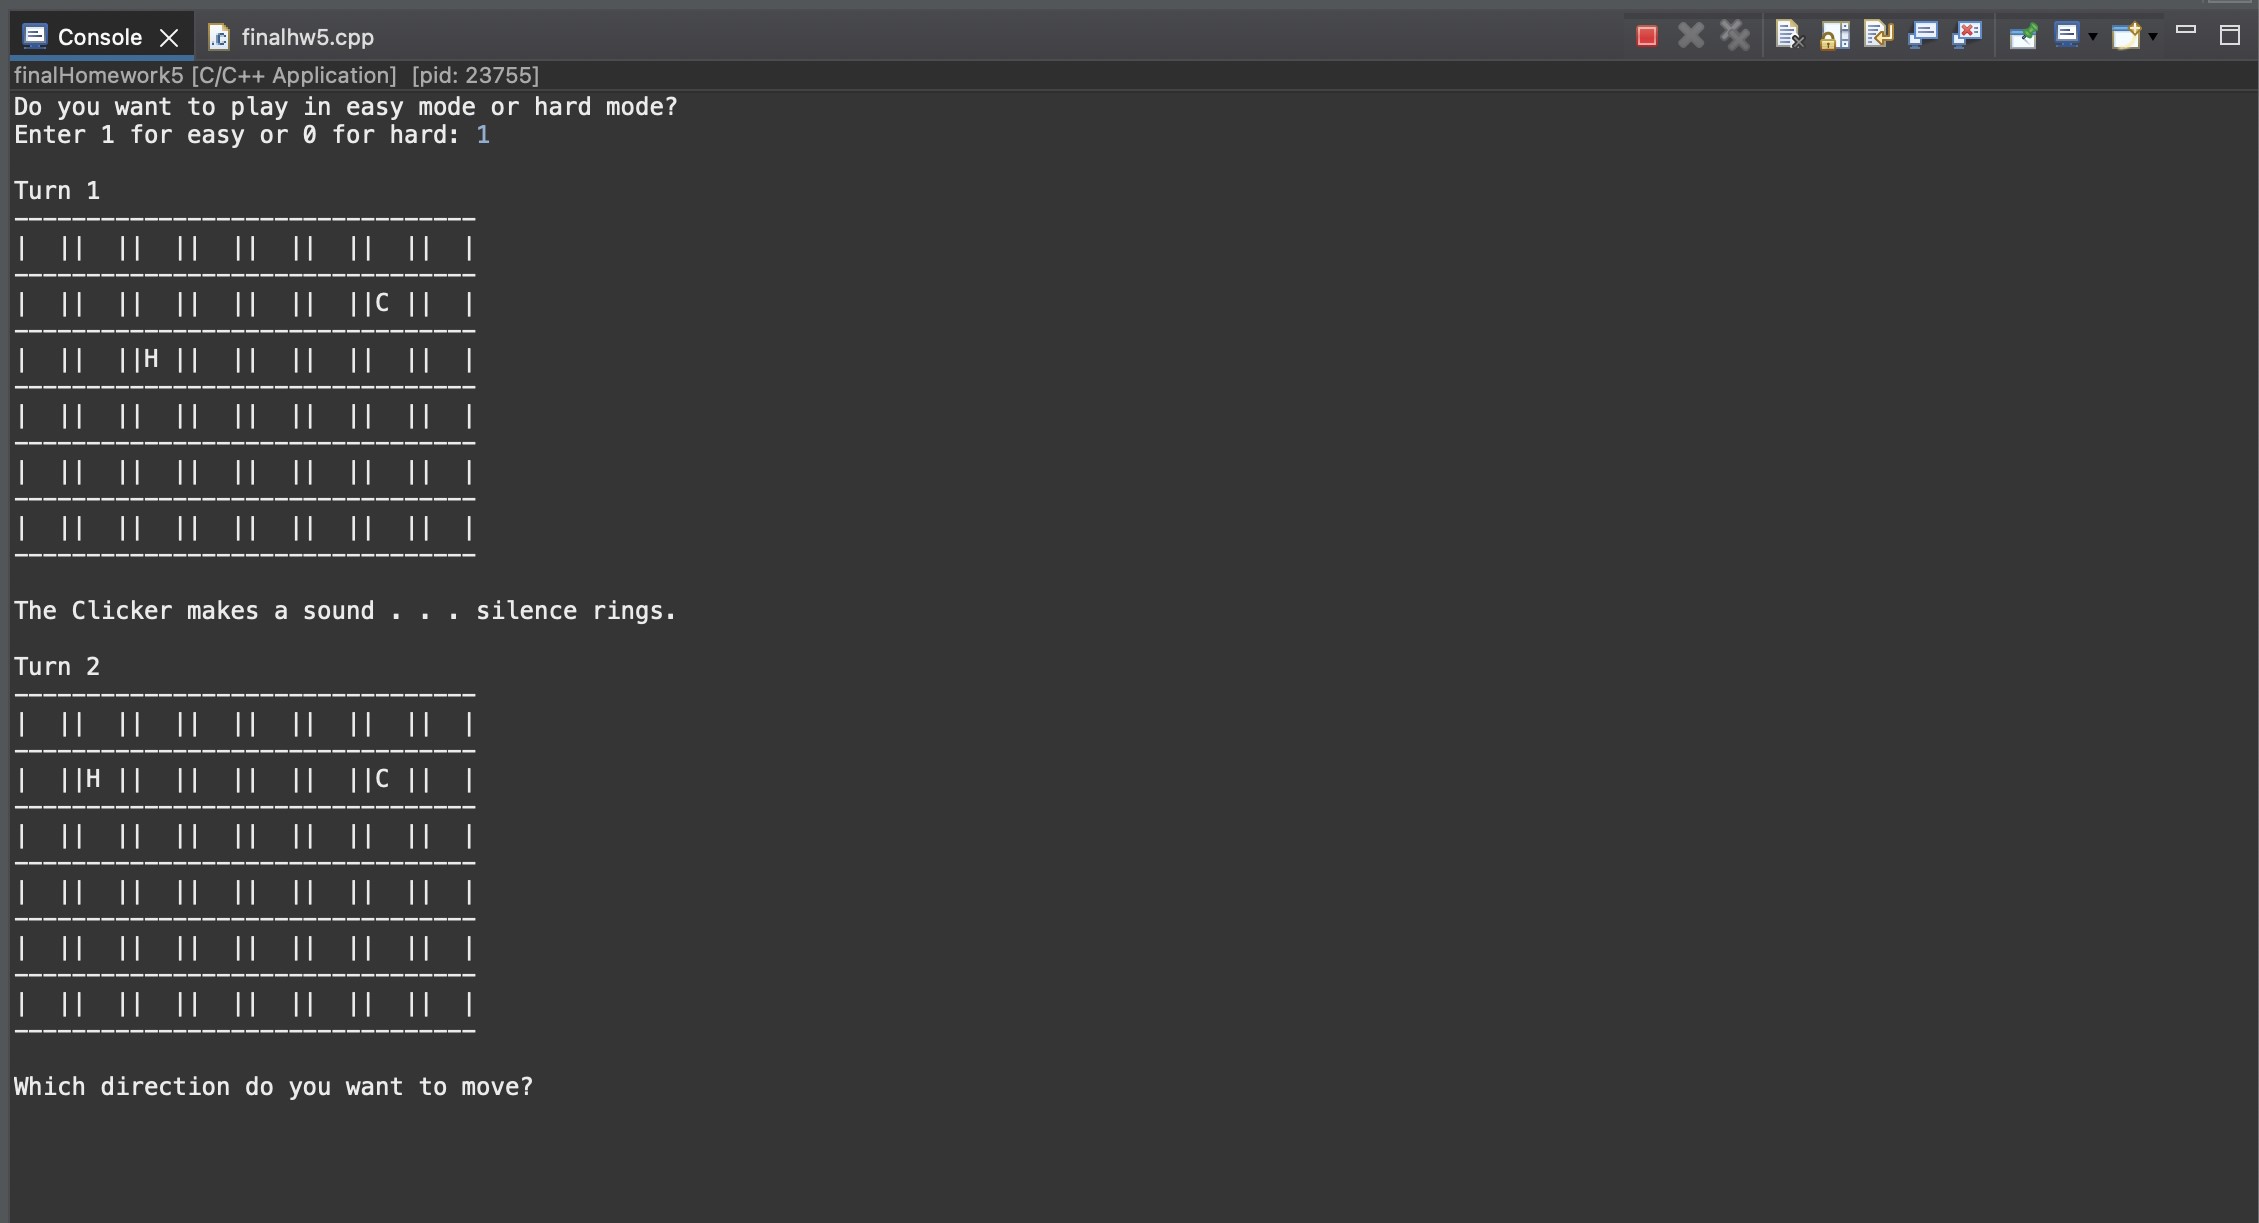 Console finalhw5.cpp
finalHomework5 [C/C++ Application] [pid: 23755]
Do you want to play in easy mode or hard mode?
Enter 1 for easy or 0 for hard: 1
Turn 1
--------------------------------
|  ||  ||  ||  ||  ||  ||  ||  |
--------------------------------
|  ||  ||  ||  ||  ||  ||C ||  |
--------------------------------
|  ||  ||H ||  ||  ||  ||  ||  |
--------------------------------
|  ||  ||  ||  ||  ||  ||  ||  |
--------------------------------
|  ||  ||  ||  ||  ||  ||  ||  |
--------------------------------
|  ||  ||  ||  ||  ||  ||  ||  |
--------------------------------
The Clicker makes a sound . . . silence rings.
Turn 2
--------------------------------
|  ||  ||  ||  ||  ||  ||  ||  |
--------------------------------
|  ||H ||  ||  ||  ||  ||C ||  |
--------------------------------
|  ||  ||  ||  ||  ||  ||  ||  |
--------------------------------
|  ||  ||  ||  ||  ||  ||  ||  |
--------------------------------
|  ||  ||  ||  ||  ||  ||  ||  |
--------------------------------
|  ||  ||  ||  ||  ||  ||  ||  |
--------------------------------
Which direction do you want to move?